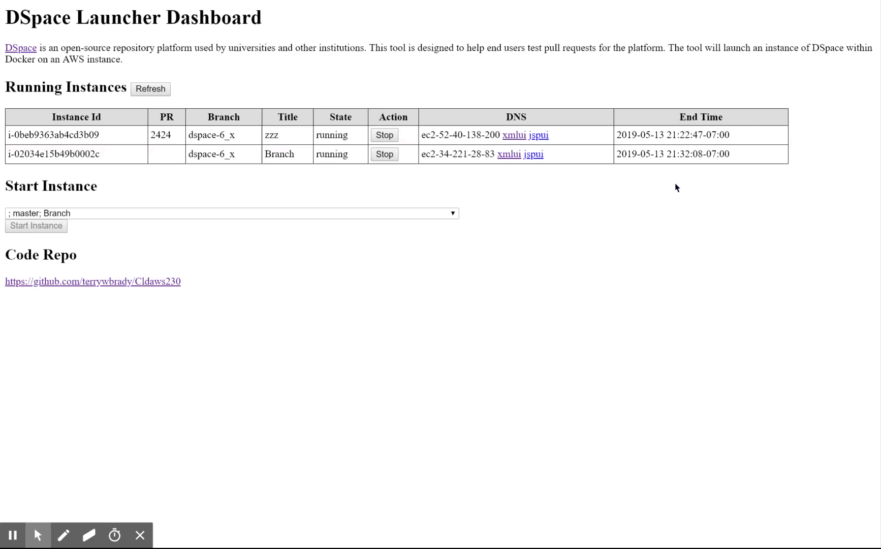 DSpace Launcher Dashboard
DSpace is an open-source repository platform used by universities and other institutions. This tool is designed to help end users test pull requests for the platform. The tool will launch an instance of DSpace within
Docker on an AWS instance.
Running Instances Refresh
Instance Id PR Branch Title State Action DNS End Time
i-0beb9363ab4cd3b09 2424 dspace-6_x zzz running Stop ec2-52-40-138-200 xmlui jspui 2019-05-13 21:22:47-07:00
i-02034e15b49b0002c dspace-6_x Branch running Stop ec2-34-221-28-83 xmlui jspui 2019-05-13 21:32:08-07:00
Start Instance
; master; Branch
Start Instance
Code Repo
https://github.com/terrywbrady/Cldaws230